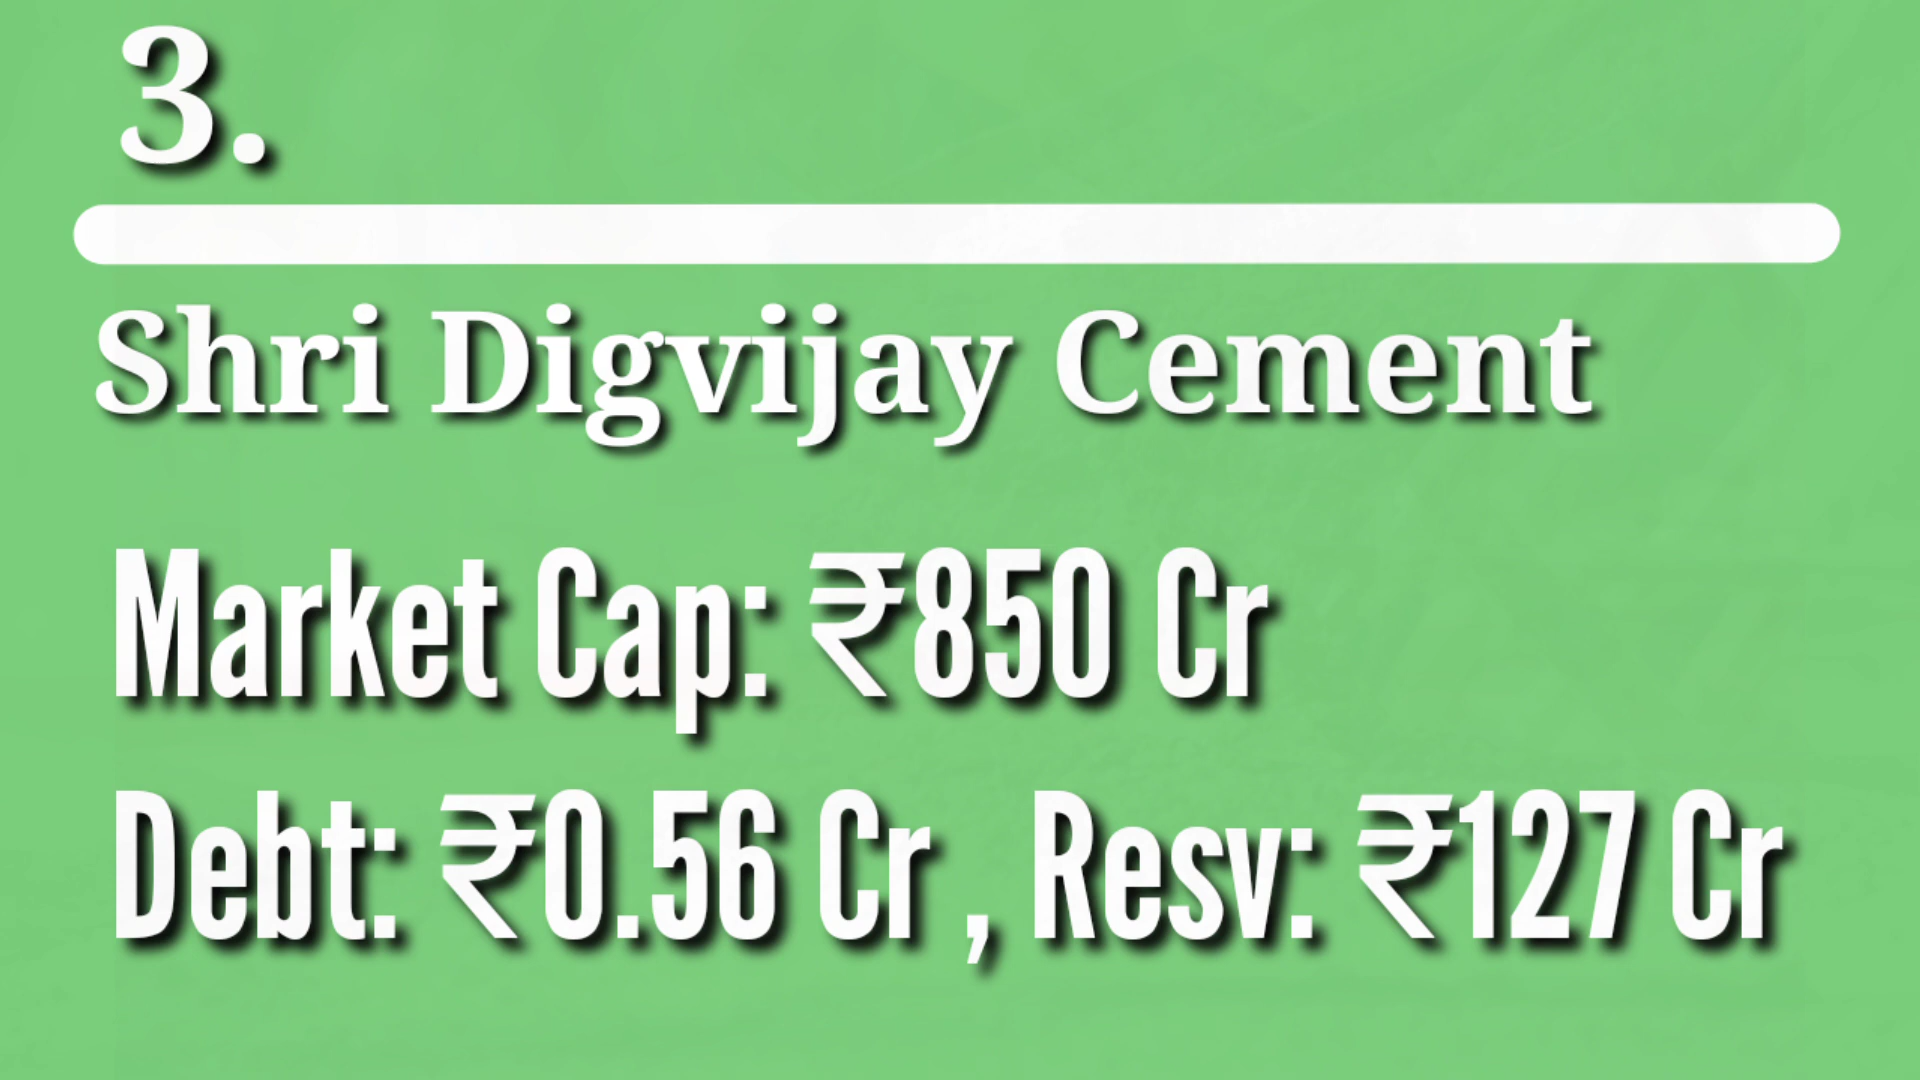 3.
Shri Digvijay Cement
Market Cap: ₹850 Cr
Debt: ₹0.56 Cr , Resv: ₹127 Cr